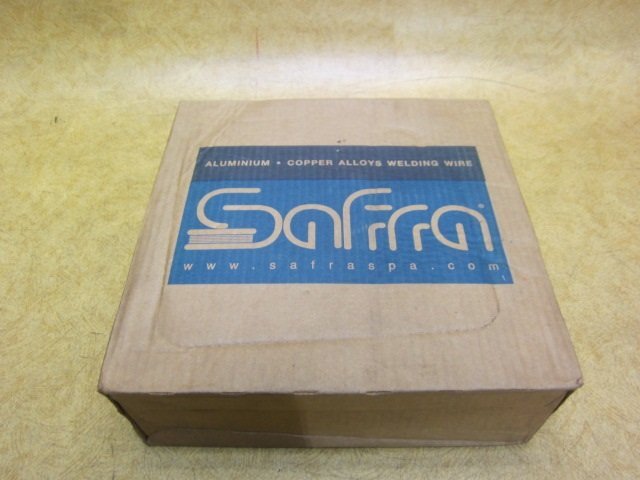 ALUMINIUM • COPPER ALLOYS WELDING WIRE
Safra®
www.safraspa.com